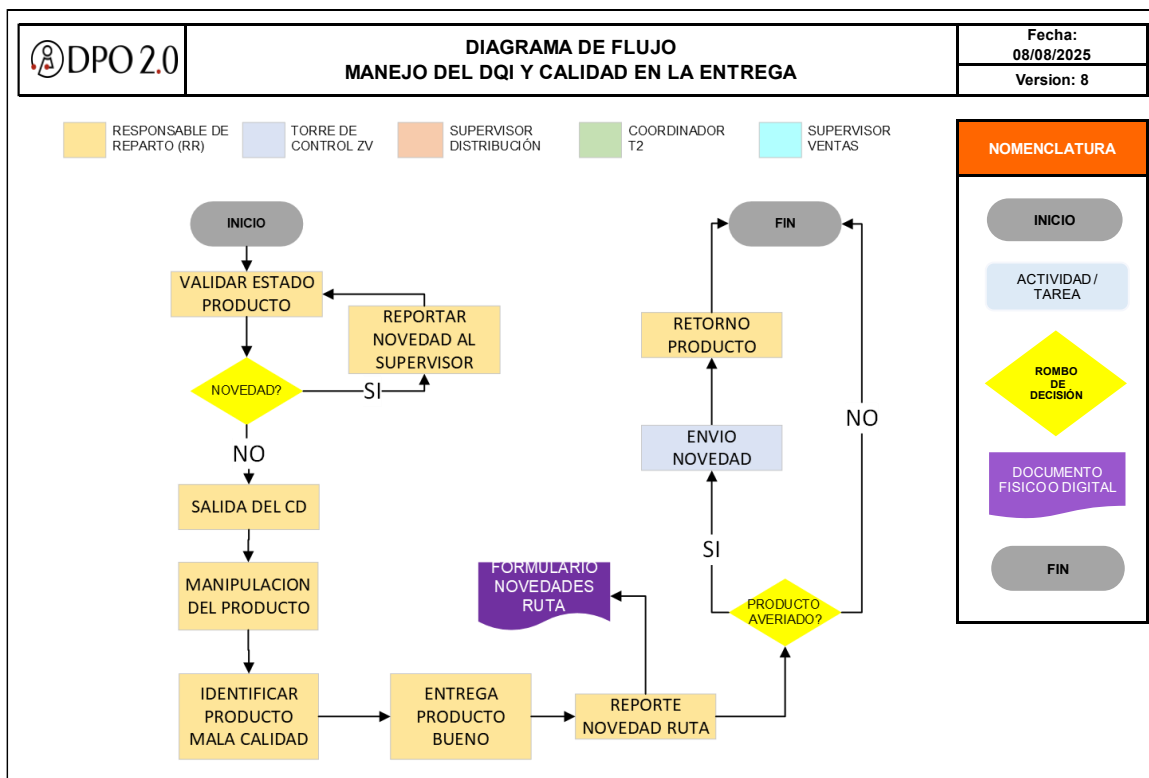 DPO 2.0
DIAGRAMA DE FLUJO
MANEJO DEL DQI Y CALIDAD EN LA ENTREGA
Fecha:
08/08/2025
Version: 8
RESPONSABLE DE
REPARTO (RR)
TORRE DE
CONTROL ZV
SUPERVISOR
DISTRIBUCIÓN
COORDINADOR
T2
SUPERVISOR
VENTAS
NOMENCLATURA
INICIO
ACTIVIDAD /
TAREA
ROMBO
DE
DECISIÓN
DOCUMENTO
FISICO O DIGITAL
FIN
INICIO
VALIDAR ESTADO
PRODUCTO
REPORTAR
NOVEDAD AL
SUPERVISOR
NOVEDAD?
SI
NO
SALIDA DEL CD
MANIPULACION
DEL PRODUCTO
IDENTIFICAR
PRODUCTO
MALA CALIDAD
ENTREGA
PRODUCTO
BUENO
REPORTE
NOVEDAD RUTA
FORMULARIO
NOVEDADES
RUTA
PRODUCTO
AVERIADO?
SI
NO
ENVIO
NOVEDAD
RETORNO
PRODUCTO
FIN